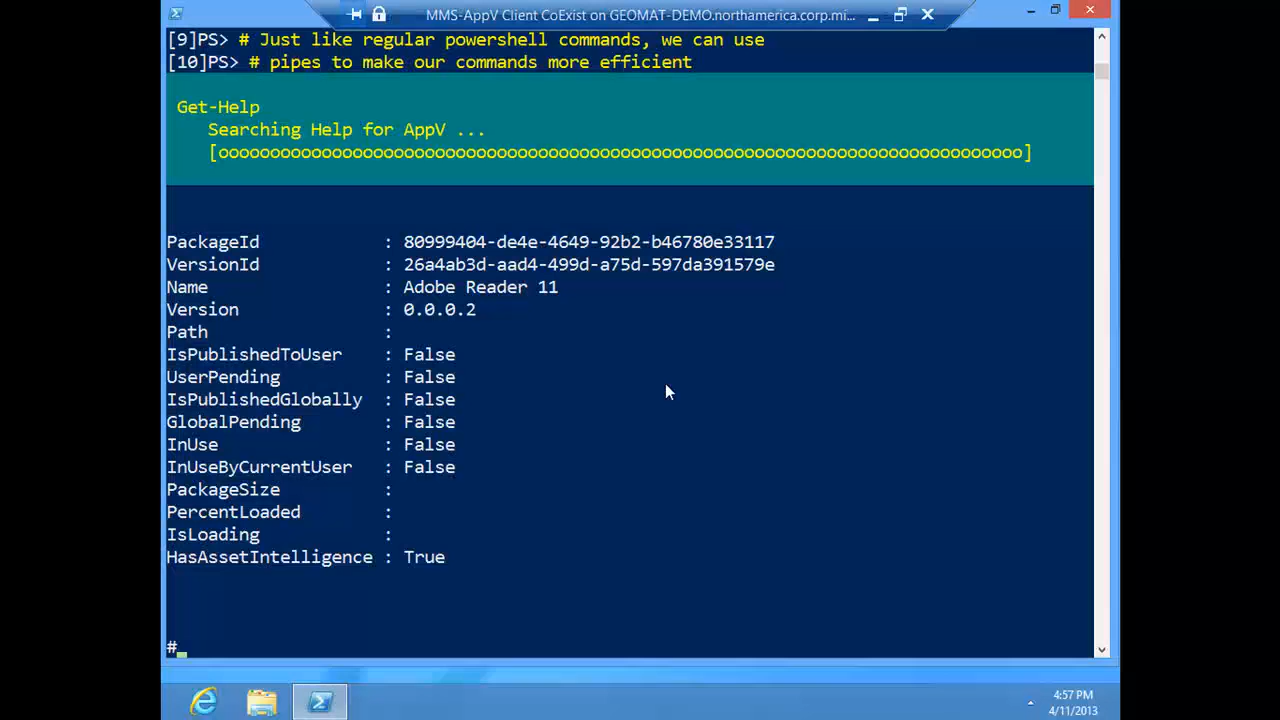 MMS-AppV Client CoExist on GEOMAT-DEMO.northamerica.corp.mi...
[9]PS> # Just like regular powershell commands, we can use
[10]PS> # pipes to make our commands more efficient
Get-Help
Searching Help for AppV ...
[oooooooooooooooooooooooooooooooooooooooooooooooooooooooooooooooooooooooooooooo]
PackageId : 80999404-de4e-4649-92b2-b46780e33117
VersionId : 26a4ab3d-aad4-499d-a75d-597da391579e
Name : Adobe Reader 11
Version : 0.0.0.2
Path :
IsPublishedToUser : False
UserPending : False
IsPublishedGlobally : False
GlobalPending : False
InUse : False
InUseByCurrentUser : False
PackageSize :
PercentLoaded :
IsLoading :
HasAssetIntelligence : True
#_
4:57 PM
4/11/2013